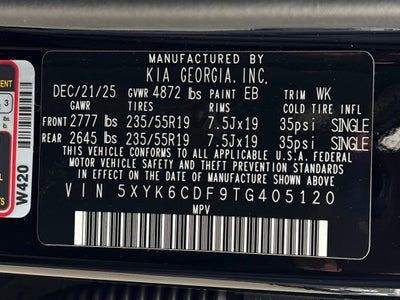 MANUFACTURED BY
KIA GEORGIA, INC.
DEC/21/25 GVWR 4872 lbs PAINT EB TRIM WK
GAWR TIRES RIMS COLD TIRE INFL
FRONT 2777 lbs 235/55R19 7.5Jx19 35psi SINGLE
REAR 2645 lbs 235/55R19 7.5Jx19 35psi SINGLE
THIS VEHICLE CONFORMS TO ALL APPLICABLE U.S. FEDERAL
MOTOR VEHICLE SAFETY, BUMPER, AND THEFT PREVENTION STANDARDS
IN EFFECT ON THE DATE OF MANUFACTURE SHOWN ABOVE.
VIN 5XYK6CDF9TG405120
MPV
3
W420